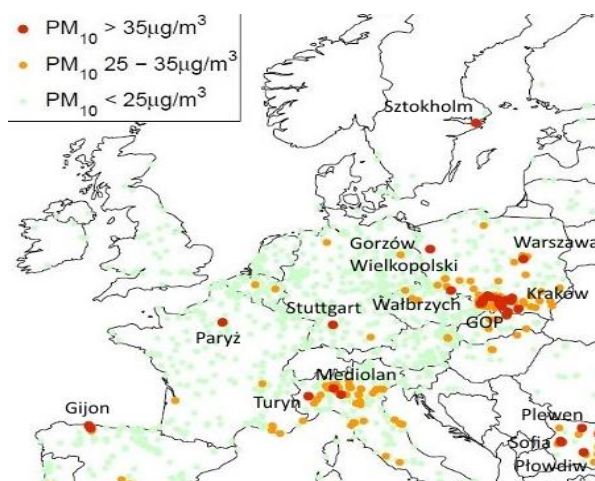 PM10 > 35µg/m³
PM10 25 – 35µg/m³
PM10 < 25µg/m³
Sztokholm
Gorzów
Wielkopolski
Warszawa
Stuttgart
Wałbrzych
Kraków
GOP
Paryż
Mediolan
Turyn
Gijon
Plewen
Sofia
Płowdiw